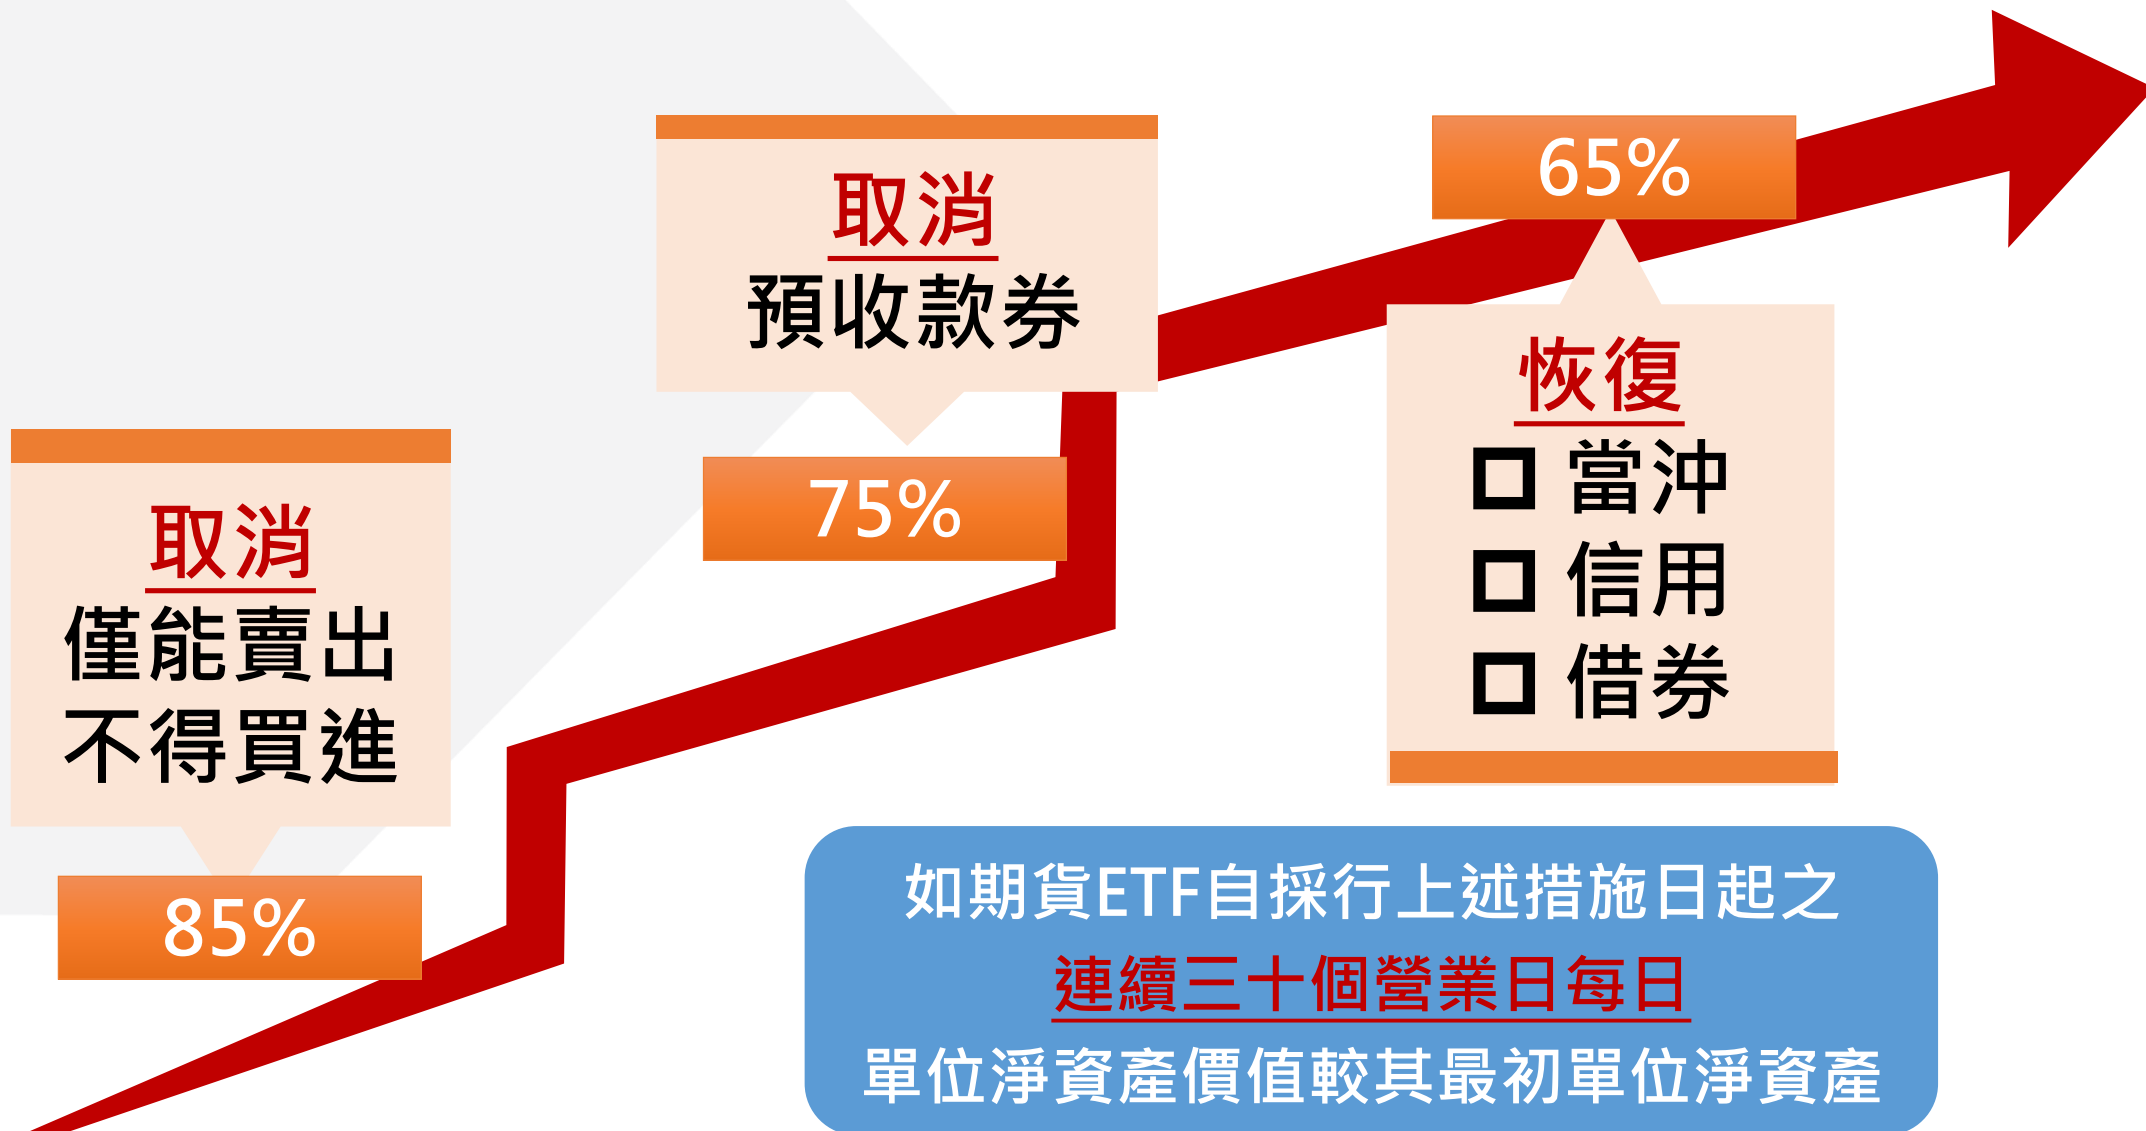 取消
僅能賣出
不得買進
85%
取消
預收款券
75%
65%
恢復
當沖
信用
借券
如期貨ETF自採行上述措施日起之
連續三十個營業日每日
單位淨資產價值較其最初單位淨資產